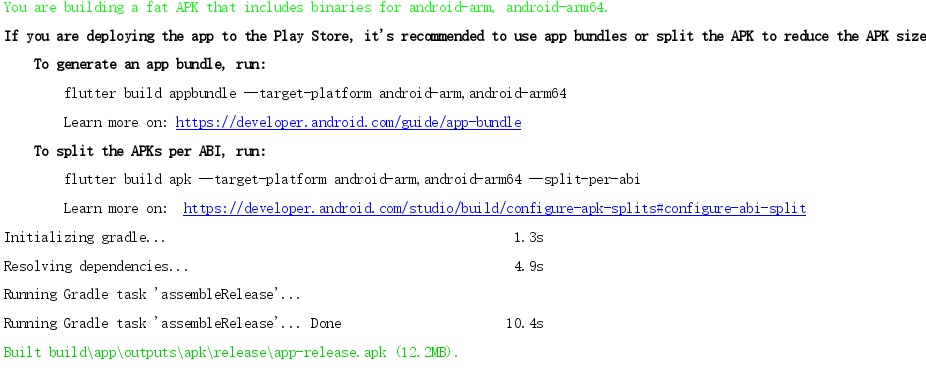 You are building a fat APK that includes binaries for android-arm, android-arm64.
If you are deploying the app to the Play Store, it's recommended to use app bundles or split the APK to reduce the APK size
To generate an app bundle, run:
flutter build appbundle --target-platform android-arm,android-arm64
Learn more on: https://developer.android.com/guide/app-bundle
To split the APKs per ABI, run:
flutter build apk --target-platform android-arm,android-arm64 --split-per-abi
Learn more on: https://developer.android.com/studio/build/configure-apk-splits#configure-abi-split
Initializing gradle... 1.3s
Resolving dependencies... 4.9s
Running Gradle task 'assembleRelease'...
Running Gradle task 'assembleRelease'... Done 10.4s
Built build\app\outputs\apk\release\app-release.apk (12.2MB).